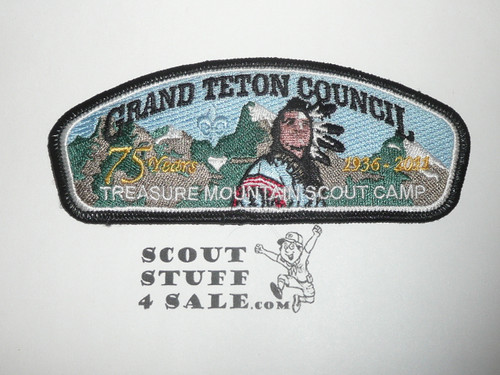 GRAND TETON COUNCIL
75 Years 1936 - 2011
TREASURE MOUNTAIN SCOUT CAMP
SCOUT
STUFF
4 SALE.COM